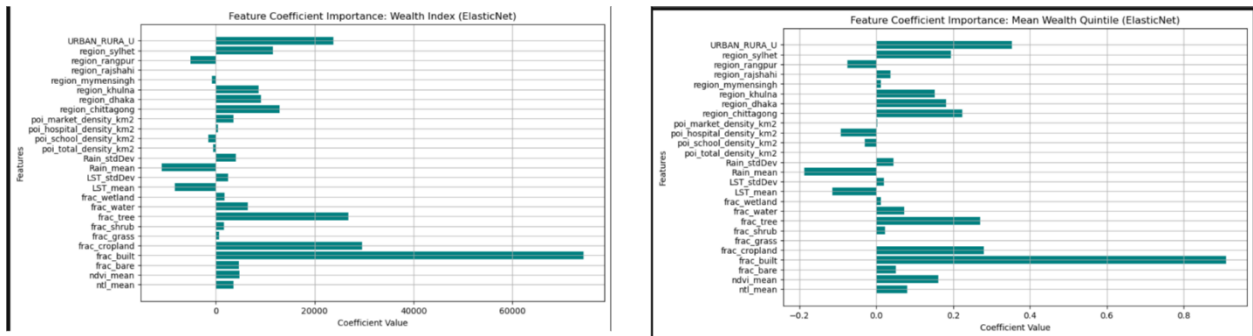 Feature Coefficient Importance: Wealth Index (ElasticNet)
URBAN_RURA_U
region_sylhet
region_rangpur
region_rajshahi
region_mymensingh
region_khulna
region_dhaka
region_chittagong
poi_market_density_km2
poi_hospital_density_km2
poi_school_density_km2
poi_total_density_km2
Rain_stdDev
Rain_mean
LST_stdDev
LST_mean
frac_wetland
frac_water
frac_tree
frac_shrub
frac_grass
frac_cropland
frac_built
frac_bare
ndvi_mean
ntl_mean
Features
0 20000 40000 60000
Coefficient Value
Feature Coefficient Importance: Mean Wealth Quintile (ElasticNet)
URBAN_RURA_U
region_sylhet
region_rangpur
region_rajshahi
region_mymensingh
region_khulna
region_dhaka
region_chittagong
poi_market_density_km2
poi_hospital_density_km2
poi_school_density_km2
poi_total_density_km2
Rain_stdDev
Rain_mean
LST_stdDev
LST_mean
frac_wetland
frac_water
frac_tree
frac_shrub
frac_grass
frac_cropland
frac_built
frac_bare
ndvi_mean
ntl_mean
Features
−0.2 0.0 0.2 0.4 0.6 0.8
Coefficient Value